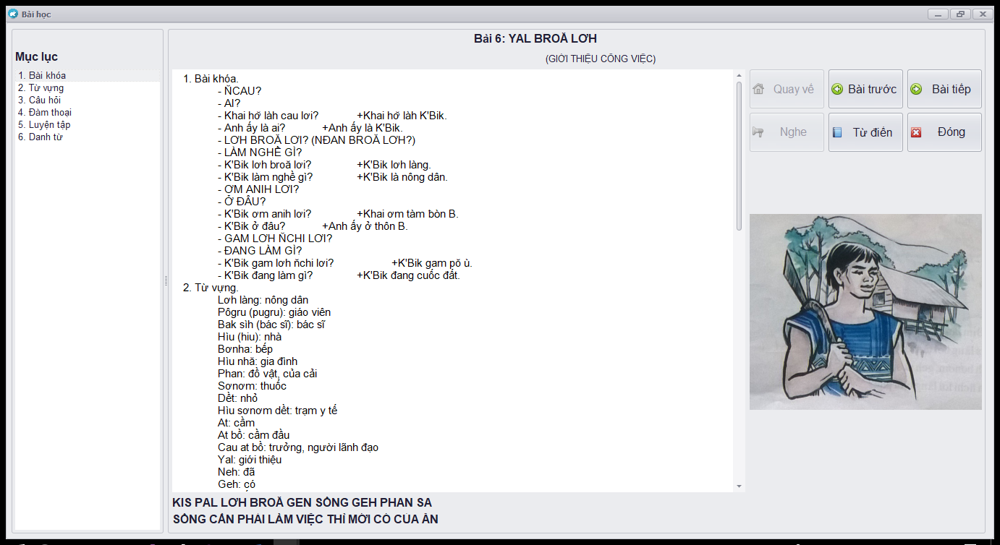 Bài học
Mục lục
1. Bài khóa
2. Từ vựng
3. Câu hỏi
4. Đàm thoại
5. Luyện tập
6. Danh từ
Bài 6: YAL BROĂ LƠH
(GIỚI THIỆU CÔNG VIỆC)
1. Bài khóa.
- ÑCAU?
- AI?
- Khai hơ̆ làh cau lơi? +Khai hơ̆ làh K'Bik.
- Anh ấy là ai? +Anh ấy là K'Bik.
- LƠH BROĂ LƠI? (NĐAN BROĂ LƠH?)
- LÀM NGHỀ GÌ?
- K'Bik lơh broă lơi? +K'Bik lơh làng.
- K'Bik làm nghề gì? +K'Bik là nông dân.
- ƠM ANIH LƠI?
- Ở ĐÂU?
- K'Bik ơm anih lơi? +Khai ơm tàm ƀòn B.
- K'Bik ở đâu? +Anh ấy ở thôn B.
- GAM LƠH ÑCHI LƠI?
- ĐANG LÀM GÌ?
- K'Bik gam lơh ñchi lơi? +K'Bik gam pŏ ù.
- K'Bik đang làm gì? +K'Bik đang cuốc đất.
2. Từ vựng.
Lơh làng: nông dân
Pôgru (pugru): giáo viên
Bak sìh (bác sĩ): bác sĩ
Hìu (hiu): nhà
Bơnha: bếp
Hìu nhă: gia đình
Phan: đồ vật, của cải
Sơnơm: thuốc
Dềt: nhỏ
Hìu sơnơm dềt: trạm y tế
At: cầm
At bồ: cầm đầu
Cau at bồ: trưởng, người lãnh đạo
Yal: giới thiệu
Neh: đã
Geh: có
KIS PAL LƠH BROĂ GEN SỒNG GEH PHAN SA
SỐNG CẦN PHẢI LÀM VIỆC THÌ MỚI CÓ CỦA ĂN
Quay về
Bài trước
Bài tiếp
Nghe
Từ điển
Đóng